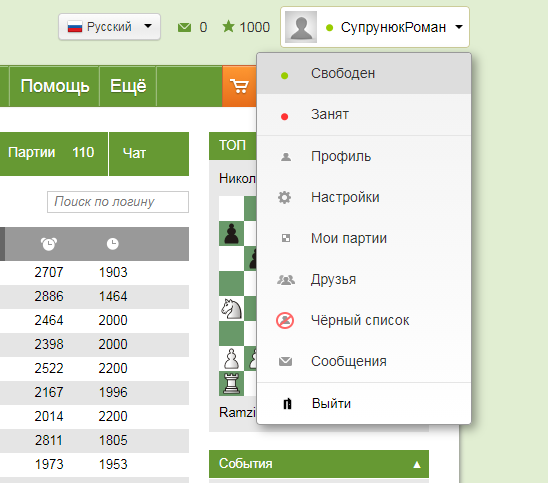 Русский
0
1000
СупрунюкРоман
Помощь Ещё
Свободен
Занят
Профиль
Настройки
Мои партии
Друзья
Чёрный список
Сообщения
Выйти
Партии 110 Чат
Поиск по логину
2707 1903
2886 1464
2464 2000
2398 2000
2522 2200
2167 1996
2014 2200
2811 1805
1973 1953
ТОП
Никол
Ramzi
События